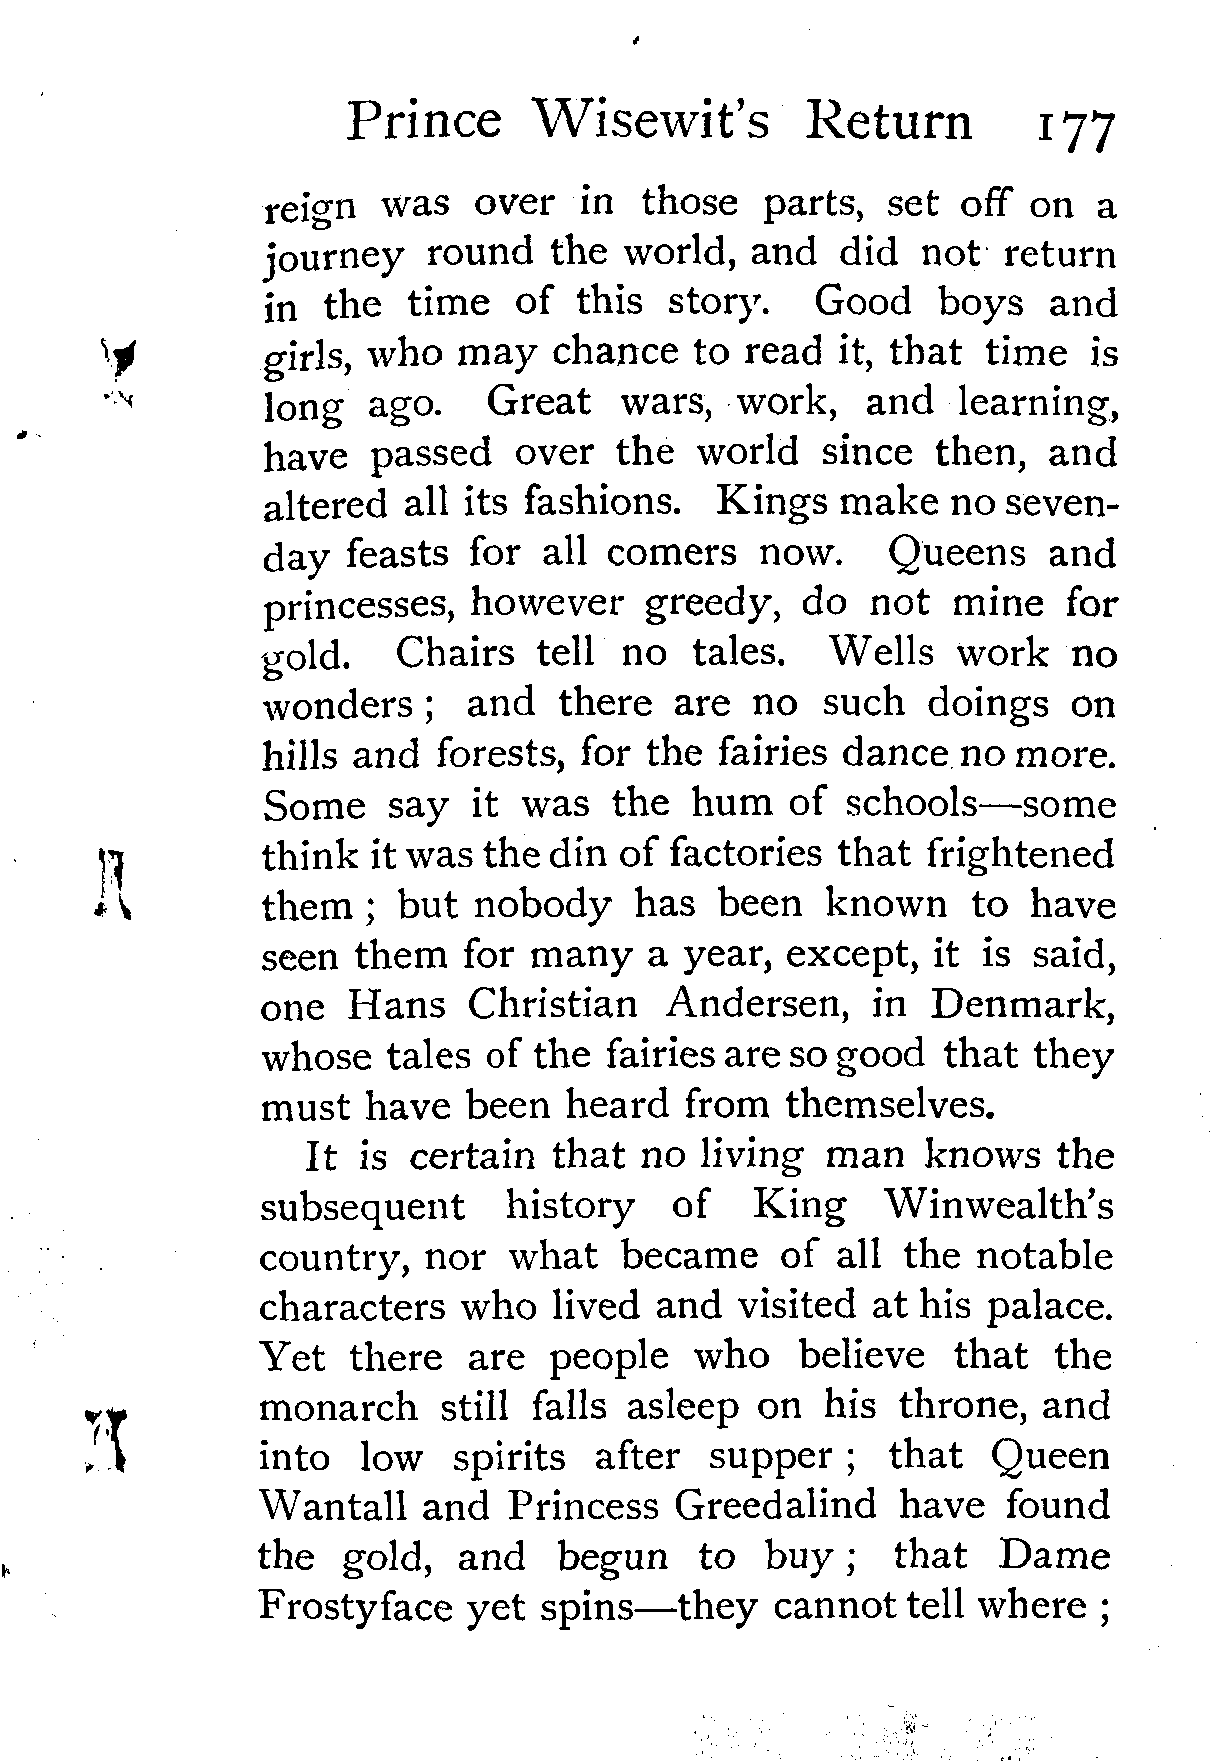 Prince Wisewit's Return 177
reign was over in those parts, set off on a
journey round the world, and did not return
in the time of this story. Good boys and
girls, who may chance to read it, that time is
long ago. Great wars, work, and learning,
have passed over the world since then, and
altered all its fashions. Kings make no seven-
day feasts for all comers now. Queens and
princesses, however greedy, do not mine for
gold. Chairs tell no tales. Wells work no
wonders ; and there are no such doings on
hills and forests, for the fairies dance no more.
Some say it was the hum of schools—some
think it was the din of factories that frightened
them ; but nobody has been known to have
seen them for many a year, except, it is said,
one Hans Christian Andersen, in Denmark,
whose tales of the fairies are so good that they
must have been heard from themselves.
It is certain that no living man knows the
subsequent history of King Winwealth's
country, nor what became of all the notable
characters who lived and visited at his palace.
Yet there are people who believe that the
monarch still falls asleep on his throne, and
into low spirits after supper ; that Queen
Wantall and Princess Greedalind have found
the gold, and begun to buy ; that Dame
Frostyface yet spins—they cannot tell where ;